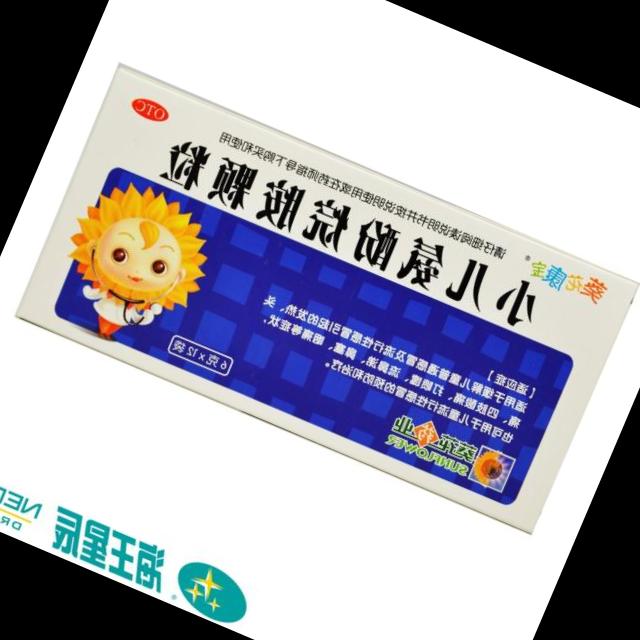 OTC
请仔细阅读说明书并按说明使用或在药师指导下购买和使用
葵花康宝®
小儿氨酚烷胺颗粒
【适应症】
适用于缓解儿童普通感冒及流行性感冒引起的发热、头
痛、四肢酸痛、打喷嚏、流鼻涕、鼻塞、咽痛等症状,
也可用于儿童流行性感冒的预防和治疗。
6克×12袋
葵花药业
SUNFLOWER
海王星辰®
NE
DR